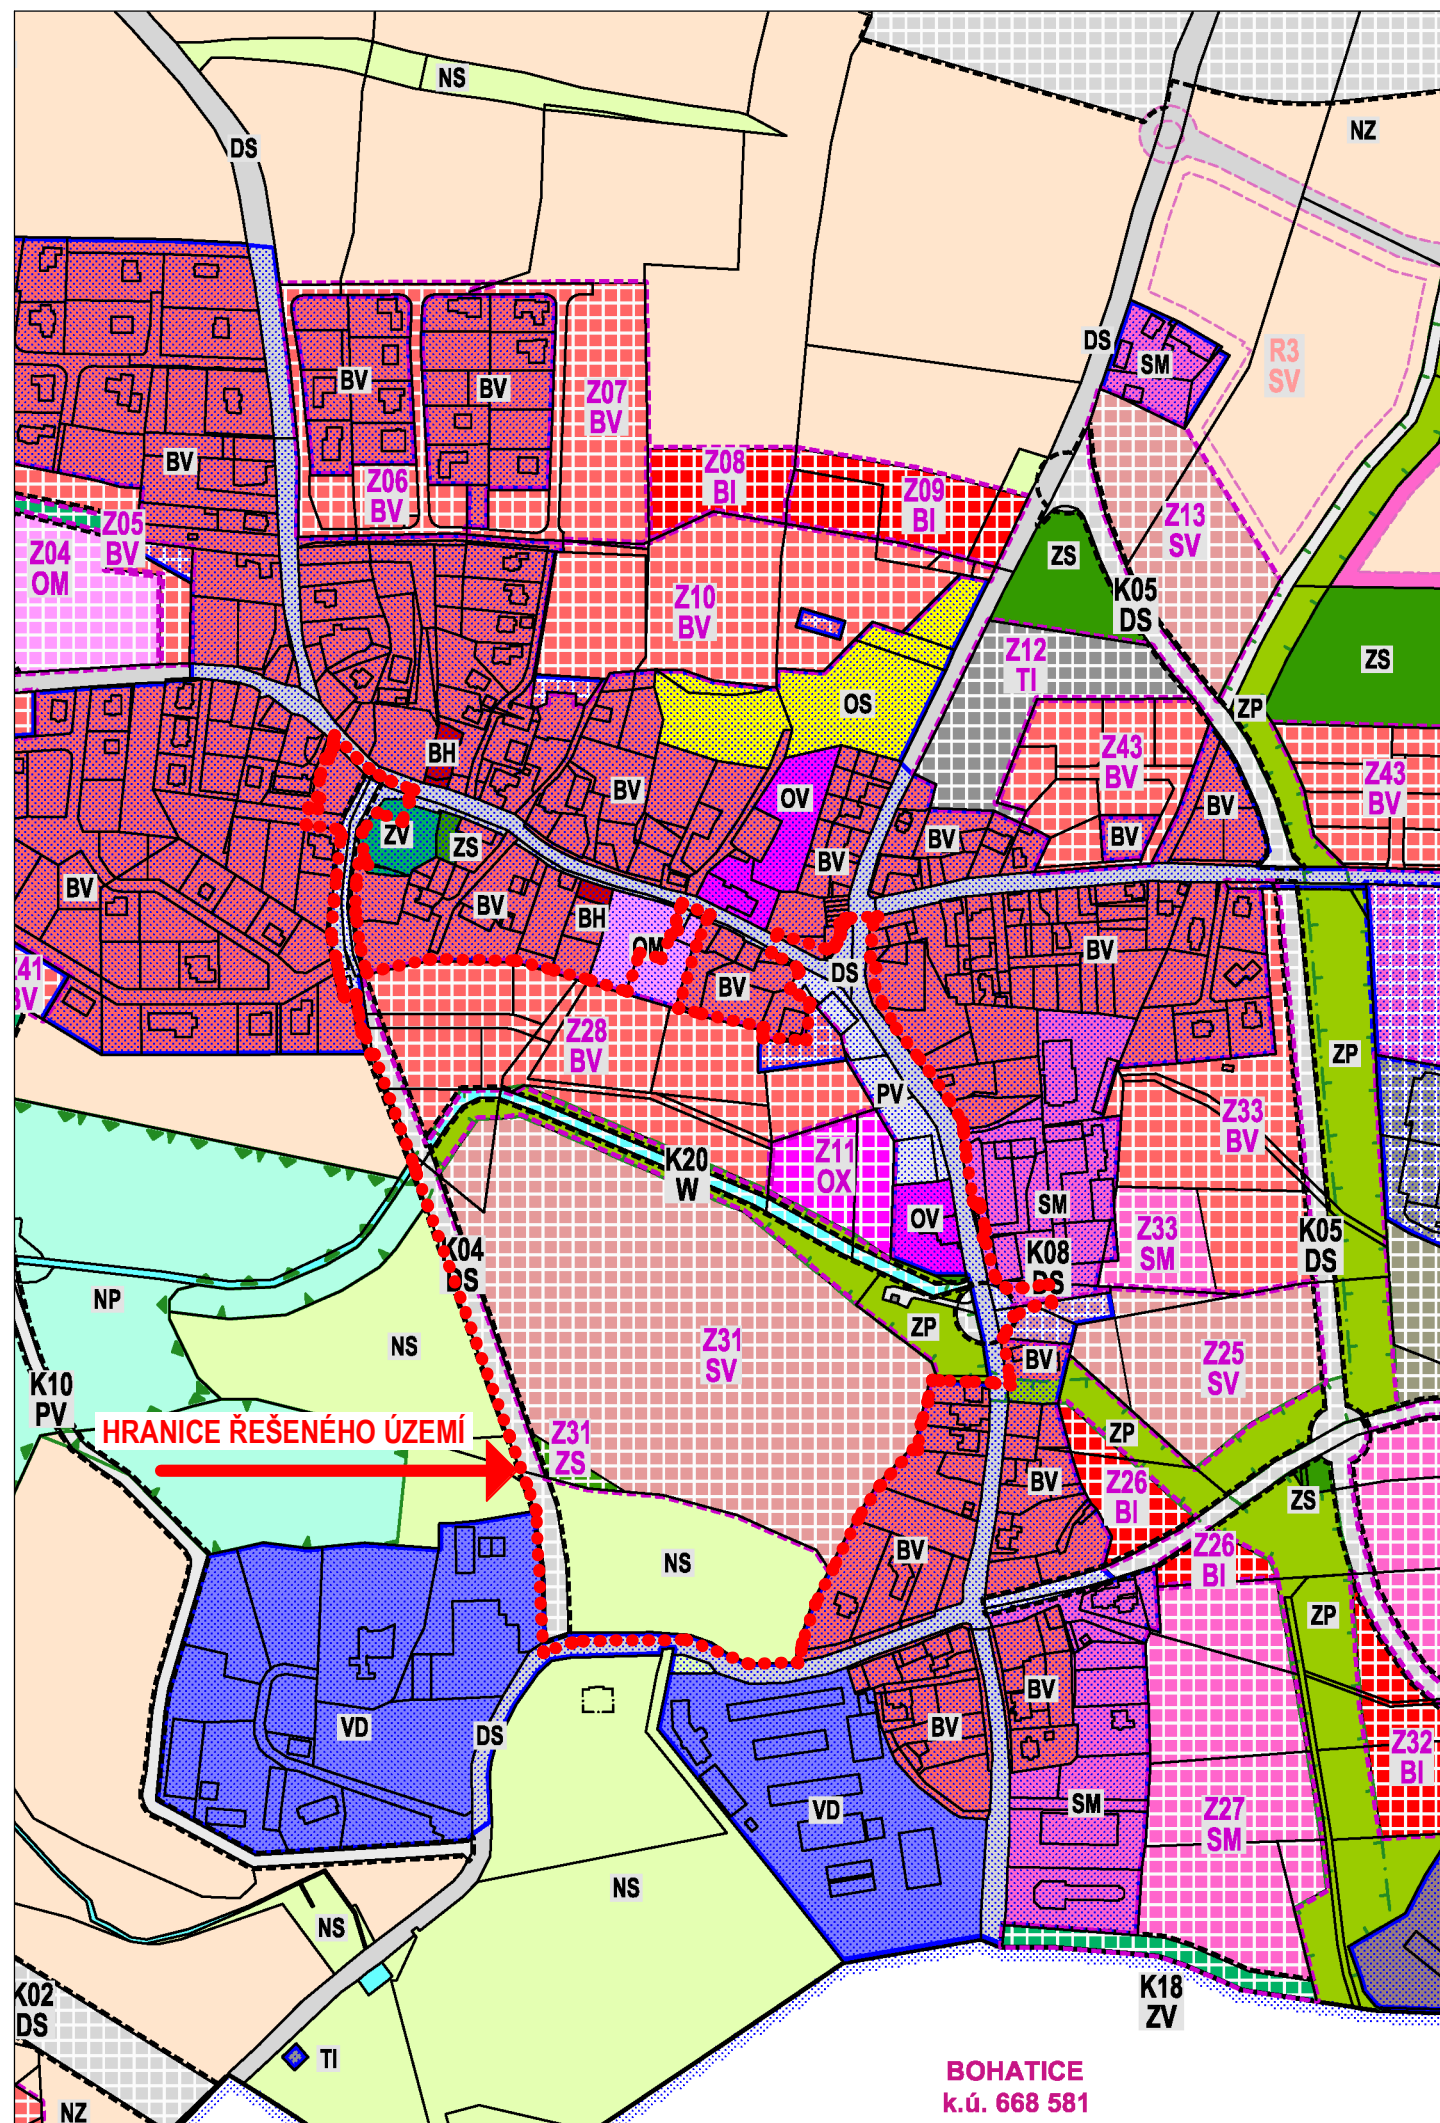 NS
NZ
DS
DS
SM
R3
SV
BV
BV
Z07
BV
BV
Z06
BV
Z08
BI
Z09
BI
Z05
BV
Z04
OM
Z13
SV
ZS
K05
DS
Z10
BV
Z12
TI
ZS
OS
ZP
BH
BV
OV
Z43
BV
Z43
BV
ZV
ZS
BV
BV
BV
BV
BV
BV
BH
OM
BV
DS
BV
Z41
BV
Z28
BV
PV
ZP
Z33
BV
K20
W
Z11
OX
OV
SM
Z33
SM
K05
DS
K04
DS
K08
DS
NP
NS
ZP
Z31
SV
BV
Z25
SV
K10
PV
HRANICE ŘEŠENÉHO ÚZEMÍ
Z31
ZS
ZP
BV
Z26
BI
ZS
NS
BV
Z26
BI
ZP
VD
DS
BV
BV
Z32
BI
VD
SM
Z27
SM
NS
NS
K02
DS
K18
ZV
TI
BOHATICE
k.ú. 668 581
NZ